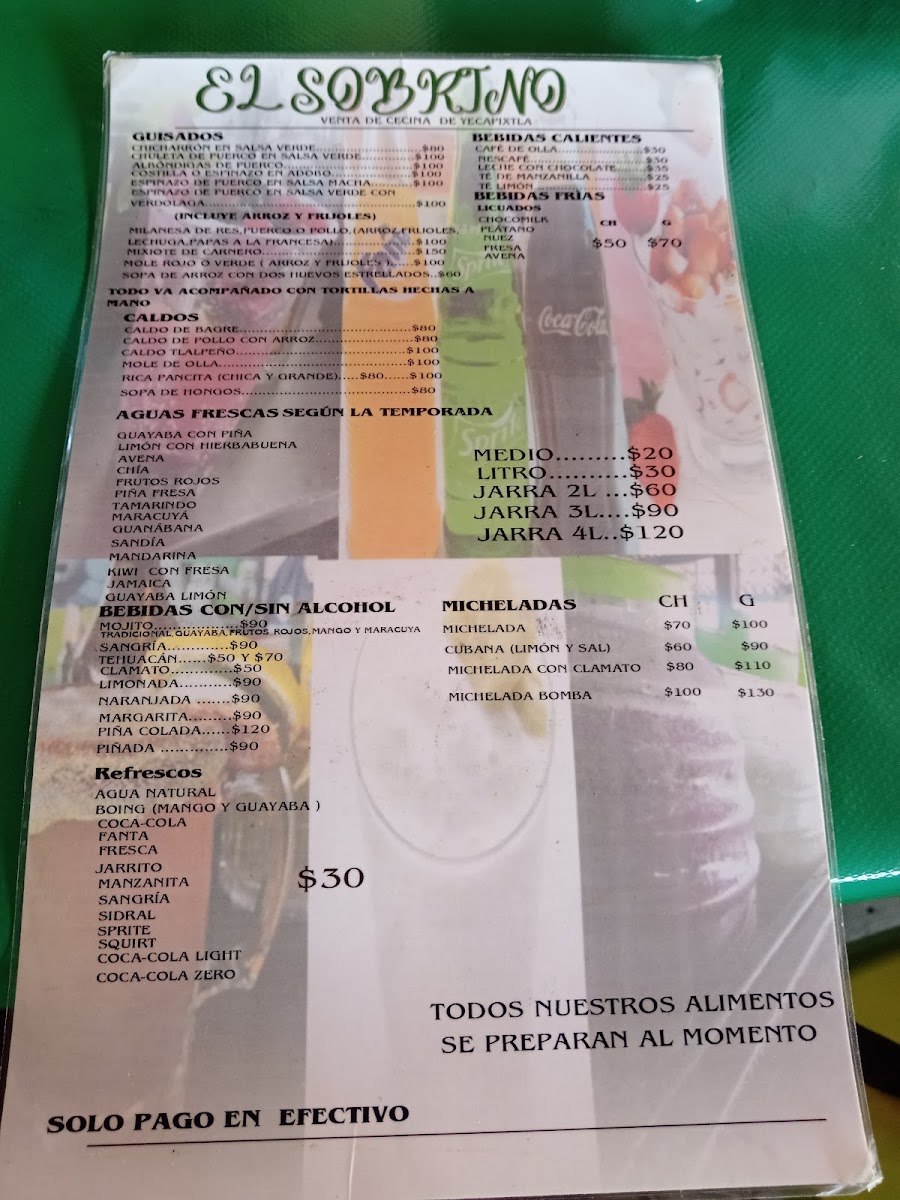 EL SOBRINO
VENTA DE CECINA DE YECAPIXTLA
GUISADOS
CHICHARRÓN EN SALSA VERDE....................$80
CHULETA DE PUERCO EN SALSA VERDE...............$100
ALBÓNDIGAS DE PUERCO........................$100
COSTILLA O ESPINAZO EN ADOBO...................$100
ESPINAZO DE PUERCO EN SALSA MACHA.............$100
ESPINAZO DE PUERCO EN SALSA VERDE CON
VERDOLAGA.......................................$100
(INCLUYE ARROZ Y FRIJOLES)
MILANESA DE RES,PUERCO O POLLO,(ARROZ,FRIJOLES,
LECHUGA,PAPAS A LA FRANCESA)................$100
MIXIOTE DE CARNERO..............................$150
MOLE ROJO O VERDE ( ARROZ Y FRIJOLES ).....$100
SOPA DE ARROZ CON DOS HUEVOS ESTRELLADOS..$60
TODO VA ACOMPAÑADO CON TORTILLAS HECHAS A
MANO
CALDOS
CALDO DE BAGRE...................................$80
CALDO DE POLLO CON ARROZ....................$80
CALDO TLALPEÑO...................................$100
MOLE DE OLLA......................................$100
RICA PANCITA (CHICA Y GRANDE).....$80......$100
SOPA DE HONGOS...................................$80
BEBIDAS CALIENTES
CAFÉ DE OLLA.......................$30
NESCAFÉ............................$30
LECHE CON CHOCOLATE.......$35
TÉ DE MANZANILLA ..............$25
TÉ LIMÓN ............................$25
BEBIDAS FRÍAS
LICUADOS
CHOCOMILK CH G
PLÁTANO
NUEZ $50 $70
FRESA
AVENA
AGUAS FRESCAS SEGÚN LA TEMPORADA
GUAYABA CON PIÑA
LIMÓN CON HIERBABUENA
AVENA
CHÍA
FRUTOS ROJOS
PIÑA FRESA
TAMARINDO
MARACUYÁ
GUANÁBANA
SANDÍA
MANDARINA
KIWI CON FRESA
JAMAICA
GUAYABA LIMÓN
MEDIO.........$20
LITRO..........$30
JARRA 2L ...$60
JARRA 3L....$90
JARRA 4L..$120
BEBIDAS CON/SIN ALCOHOL
MOJITO.................$90
TRADICIONAL, GUAYABA, FRUTOS ROJOS, MANGO Y MARACUYA
SANGRÍA.............$90
TEHUACÁN......$50 Y $70
CLAMATO.............$50
LIMONADA...........$90
NARANJADA .......$90
MARGARITA.........$90
PIÑA COLADA......$120
PIÑADA ..............$90
MICHELADAS CH G
MICHELADA $70 $100
CUBANA (LIMÓN Y SAL) $60 $90
MICHELADA CON CLAMATO $80 $110
MICHELADA BOMBA $100 $130
Refrescos
AGUA NATURAL
BOING (MANGO Y GUAYABA )
COCA-COLA
FANTA
FRESCA
JARRITO
MANZANITA $30
SANGRÍA
SIDRAL
SPRITE
SQUIRT
COCA-COLA LIGHT
COCA-COLA ZERO
TODOS NUESTROS ALIMENTOS
SE PREPARAN AL MOMENTO
SOLO PAGO EN EFECTIVO
Sprite
Coca-Cola